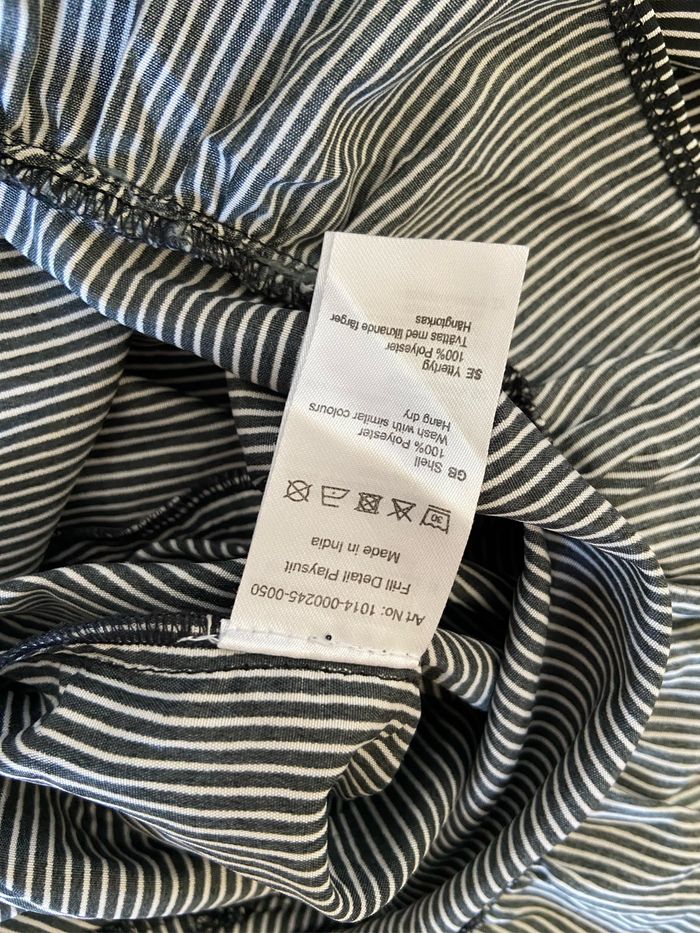 Art No: 1014-000245-0050
Frill Detail Playsuit
Made in India
30
GB Shell
100% Polyester
Wash with similar colours
Hang dry
SE Yttertyg
100% Polyester
Tvättas med liknande färger
Hängtorkas